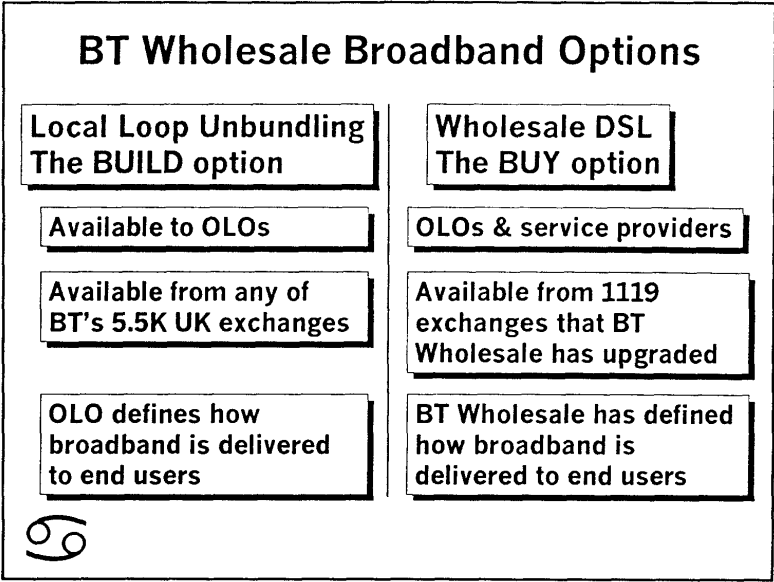 BT Wholesale Broadband Options
Local Loop Unbundling
The BUILD option
Available to OLOs
Available from any of
BT's 5.5K UK exchanges
OLO defines how
broadband is delivered
to end users
Wholesale DSL
The BUY option
OLOs & service providers
Available from 1119
exchanges that BT
Wholesale has upgraded
BT Wholesale has defined
how broadband is
delivered to end users